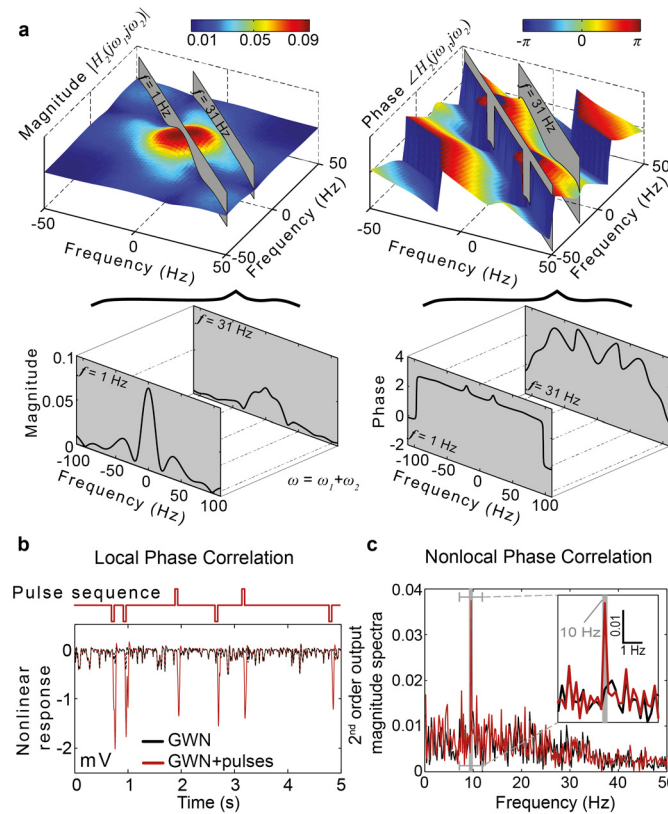 a
Magnitude |H₂(jω₁,jω₂)|
0.01 0.05 0.09
f = 1 Hz
f = 31 Hz
-50
0
50
Frequency (Hz)
-50
0
50
Frequency (Hz)
Phase ∠H₂(jω₁,jω₂)
-π 0 π
f = 31 Hz
-50
0
50
Frequency (Hz)
-50
0
50
Frequency (Hz)
0.1
0.05
0
Magnitude
f = 1 Hz
f = 31 Hz
-100
-50
0
50
100
Frequency (Hz)
ω = ω₁+ω₂
4
2
0
-2
Phase
f = 1 Hz
f = 31 Hz
-100
-50
0
50
100
Frequency (Hz)
b Local Phase Correlation
Pulse sequence
Nonlinear
response
0
-1
-2
mV
GWN
GWN+pulses
0 1 2 3 4 5
Time (s)
c Nonlocal Phase Correlation
2nd order output
magnitude spectra
0.04
0.03
0.02
0.01
0
10 Hz
0.01
1 Hz
0 10 20 30 40 50
Frequency (Hz)